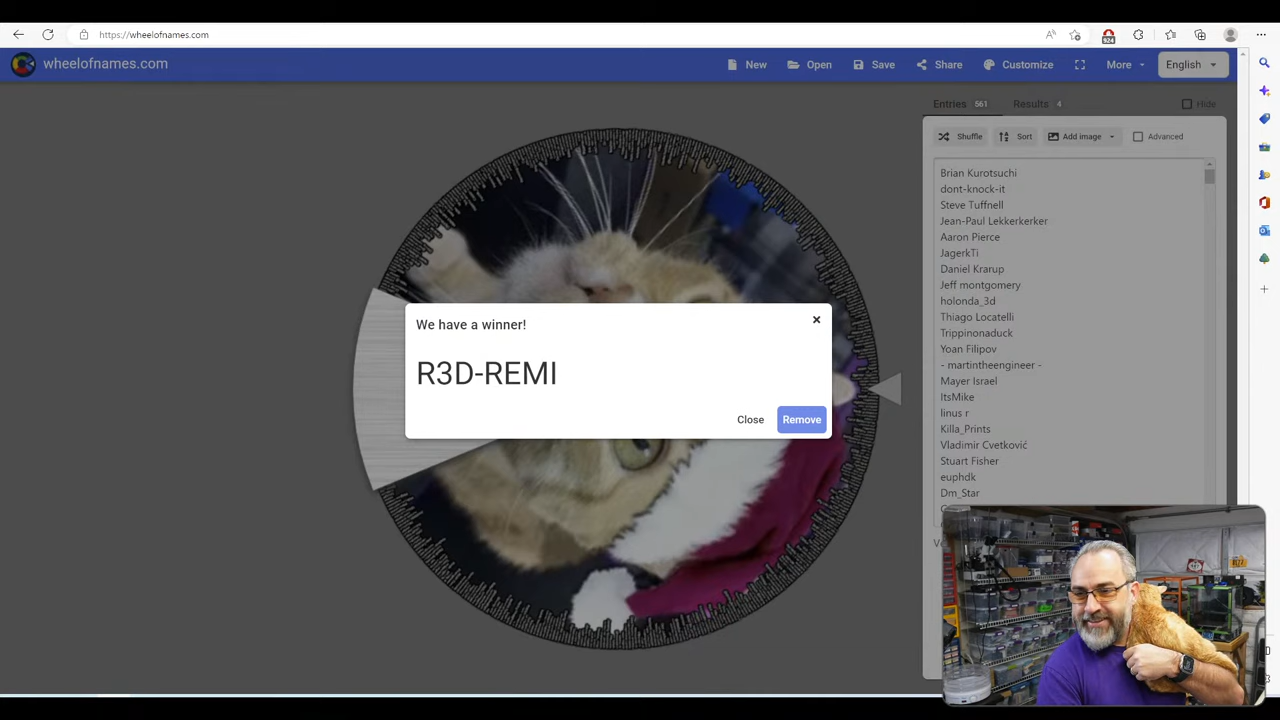 https://wheelofnames.com
924
wheelofnames.com
New
Open
Save
Share
Customize
More
English
Entries 561
Results 4
Hide
Shuffle
Sort
Add image
Advanced
Brian Kurotsuchi
dont-knock-it
Steve Tuffnell
Jean-Paul Lekkerkerker
Aaron Pierce
JagerkTi
Daniel Krarup
Jeff montgomery
holonda_3d
Thiago Locatelli
Trippinonaduck
Yoan Filipov
- martintheengineer -
Mayer Israel
ItsMike
linus r
Killa_Prints
Vladimir Cvetković
Stuart Fisher
euphdk
Dm_Star
We have a winner!
R3D-REMI
Close
Remove